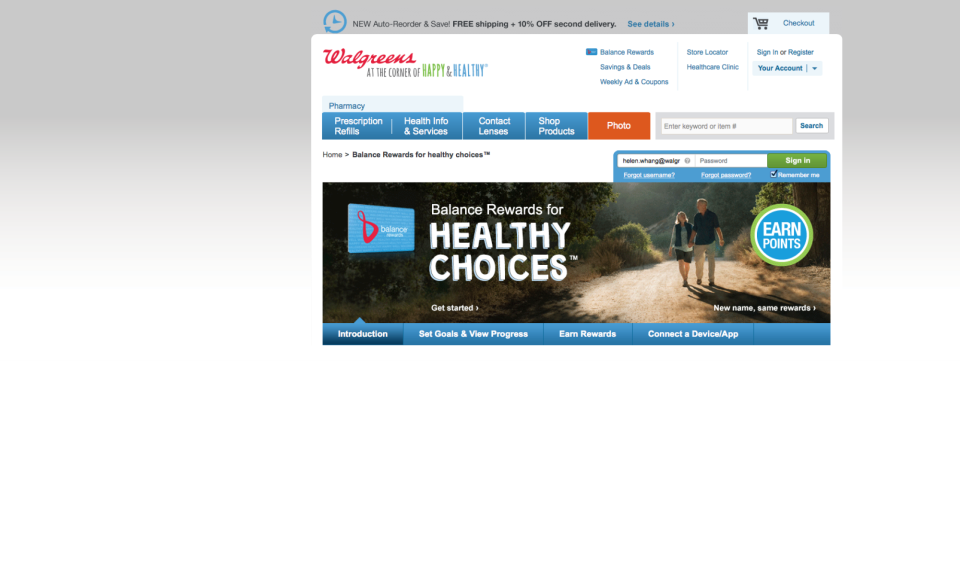 NEW Auto-Reorder & Save! FREE shipping + 10% OFF second delivery. See details ›
Checkout
Walgreens
AT THE CORNER OF HAPPY & HEALTHY
Balance Rewards
Savings & Deals
Weekly Ad & Coupons
Store Locator
Healthcare Clinic
Sign In or Register
Your Account
Pharmacy
Prescription
Refills
Health Info
& Services
Contact
Lenses
Shop
Products
Photo
Enter keyword or item #
Search
Home > Balance Rewards for healthy choices™
helen.whang@walgr
Password
Sign in
Forgot username?
Forgot password?
Remember me
balance
rewards
Balance Rewards for
HEALTHY
CHOICES™
EARN
POINTS
Get started ›
New name, same rewards ›
Introduction
Set Goals & View Progress
Earn Rewards
Connect a Device/App